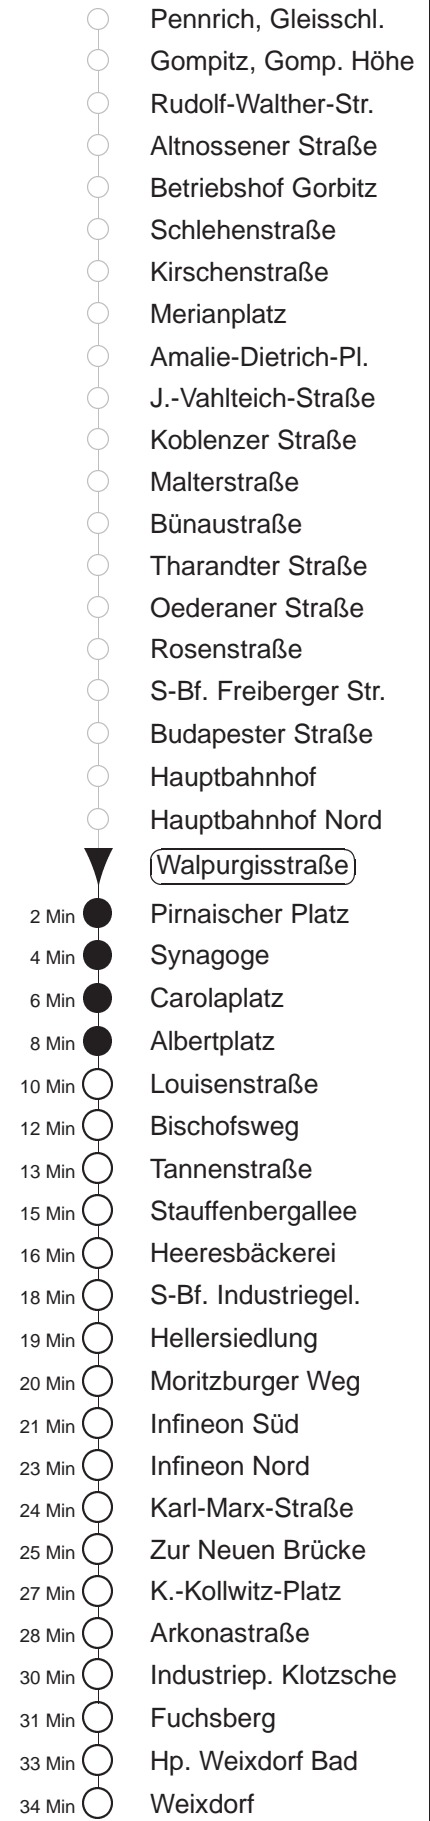 Pennrich, Gleisschl.
Gompitz, Gomp. Höhe
Rudolf-Walther-Str.
Altnossener Straße
Betriebshof Gorbitz
Schlehenstraße
Kirschenstraße
Merianplatz
Amalie-Dietrich-Pl.
J.-Vahlteich-Straße
Koblenzer Straße
Malterstraße
Bünaustraße
Tharandter Straße
Oederaner Straße
Rosenstraße
S-Bf. Freiberger Str.
Budapester Straße
Hauptbahnhof
Hauptbahnhof Nord
Walpurgisstraße
2 Min Pirnaischer Platz
4 Min Synagoge
6 Min Carolaplatz
8 Min Albertplatz
10 Min Louisenstraße
12 Min Bischofsweg
13 Min Tannenstraße
15 Min Stauffenbergallee
16 Min Heeresbäckerei
18 Min S-Bf. Industriegel.
19 Min Hellersiedlung
20 Min Moritzburger Weg
21 Min Infineon Süd
23 Min Infineon Nord
24 Min Karl-Marx-Straße
25 Min Zur Neuen Brücke
27 Min K.-Kollwitz-Platz
28 Min Arkonastraße
30 Min Industriep. Klotzsche
31 Min Fuchsberg
33 Min Hp. Weixdorf Bad
34 Min Weixdorf